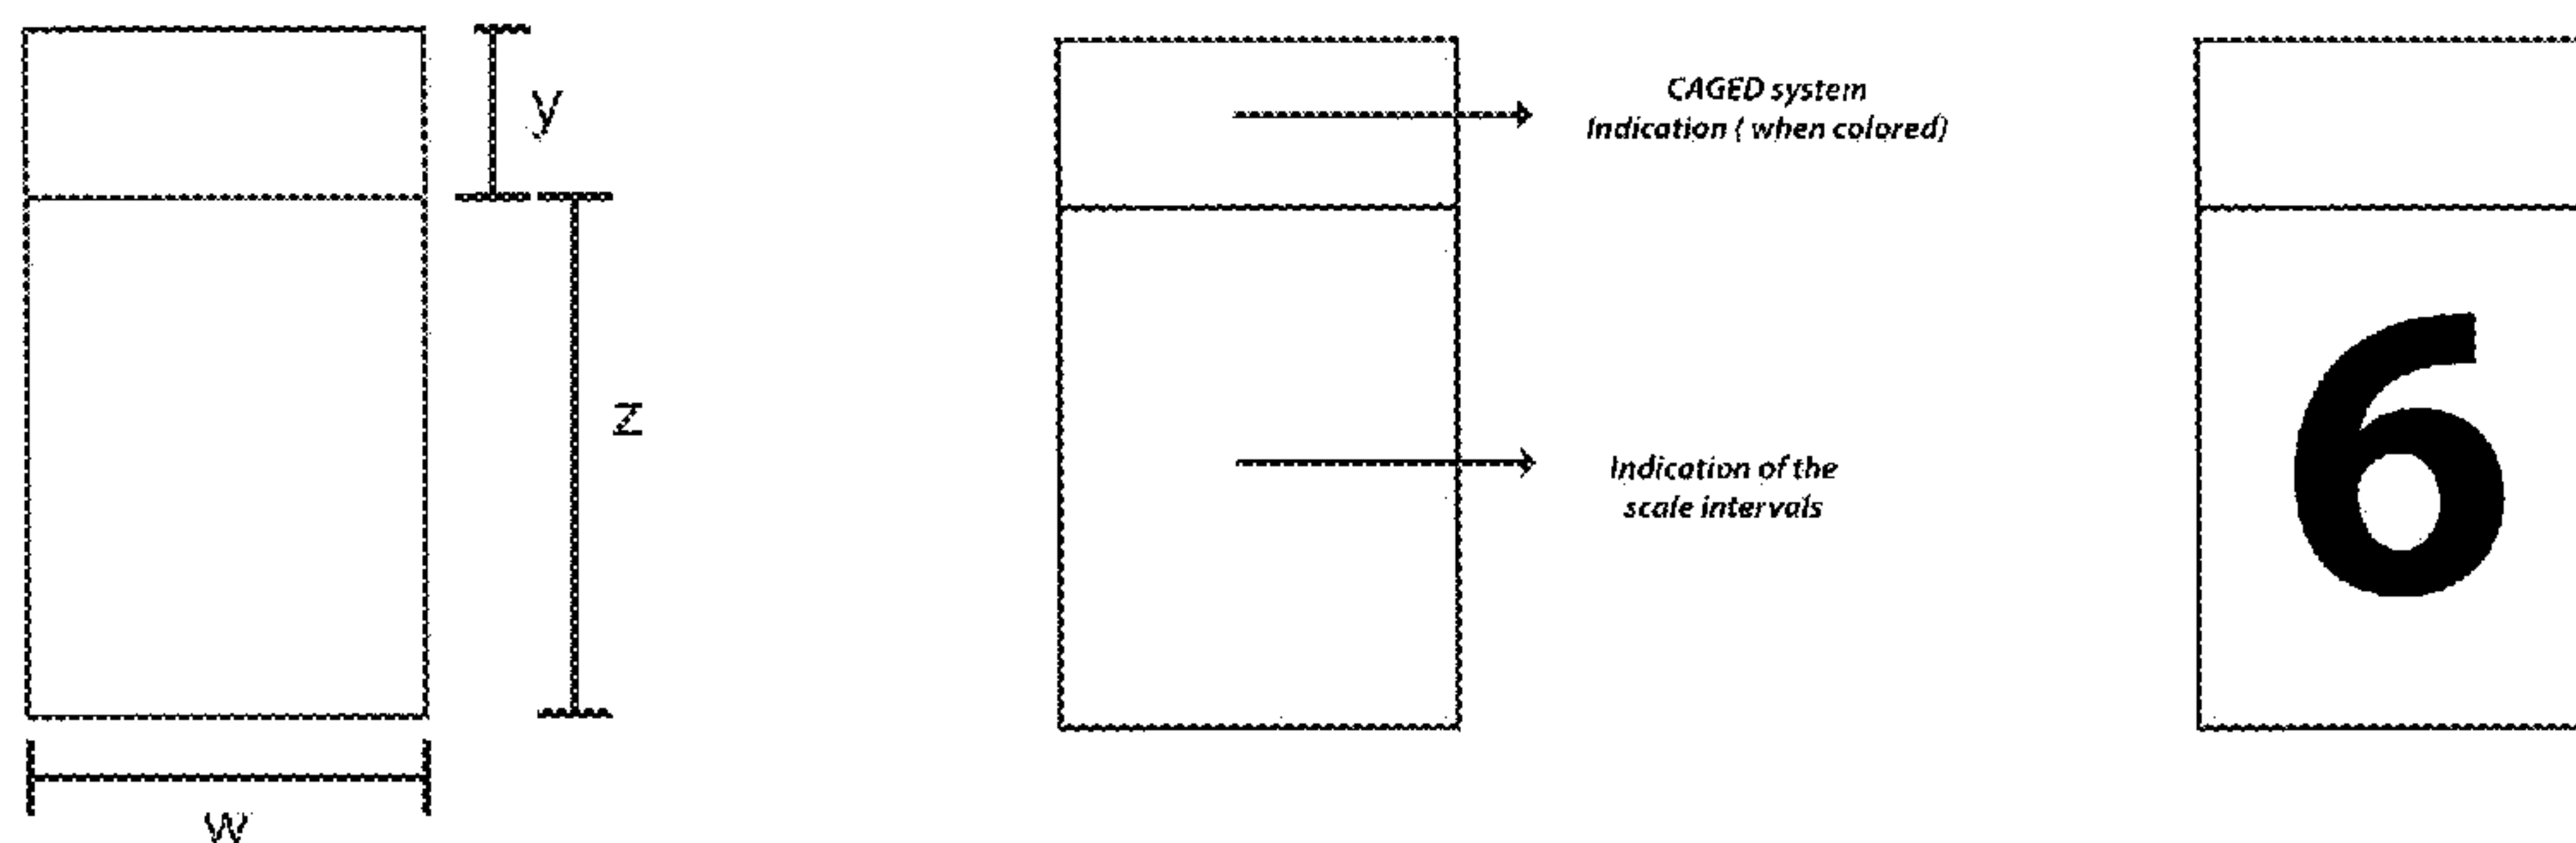 y
z
w
CAGED system
Indication ( when colored)
Indication of the
scale intervals
6